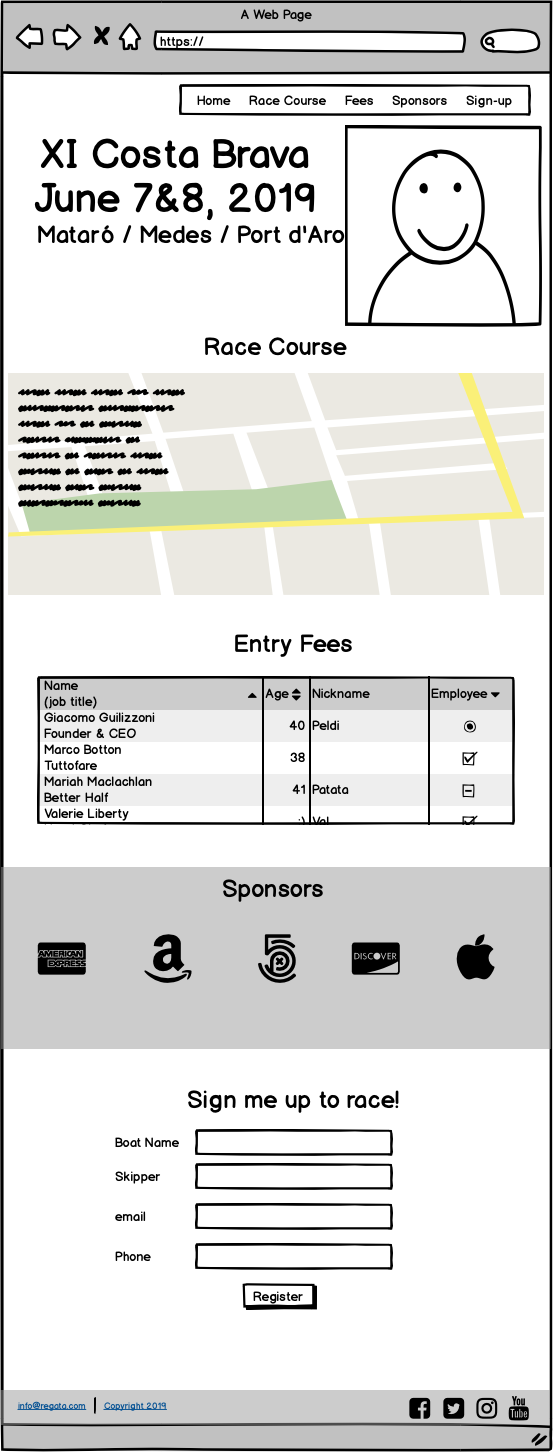 A Web Page
https://
Home Race Course Fees Sponsors Sign-up
XI Costa Brava
June 7&8, 2019
Mataró / Medes / Port d'Aro
Race Course
Entry Fees
Name
(job title)
Age
Nickname
Employee
Giacomo Guilizzoni
Founder & CEO
40
Peldi
Marco Botton
Tuttofare
38
Mariah Maclachlan
Better Half
41
Patata
Valerie Liberty
:)
Val
Sponsors
AMERICAN
EXPRESS
a
5
DISCOVER
Sign me up to race!
Boat Name
Skipper
email
Phone
Register
info@regata.com
Copyright 2019
You
Tube